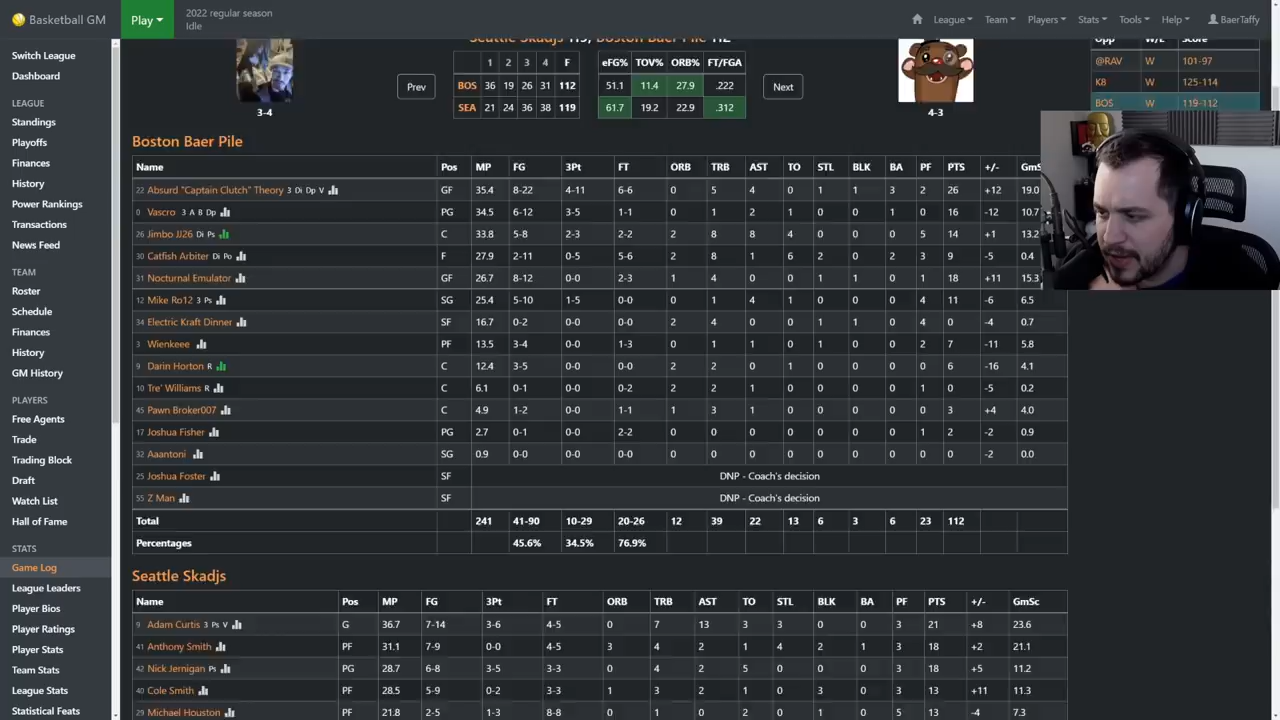 Basketball GM
Play
2022 regular season
Idle
League
Team
Players
Stats
Tools
Help
BaerTaffy
Switch League
Dashboard
LEAGUE
Standings
Playoffs
Finances
History
Power Rankings
Transactions
News Feed
TEAM
Roster
Schedule
Finances
History
GM History
PLAYERS
Free Agents
Trade
Trading Block
Draft
Watch List
Hall of Fame
STATS
Game Log
League Leaders
Player Bios
Player Ratings
Player Stats
Team Stats
League Stats
Statistical Feats
Seattle Skadjs 119, Boston Baer Pile 112
3-4
Prev
1 2 3 4 F
BOS 36 19 26 31 112
SEA 21 24 36 38 119
eFG% TOV% ORB% FT/FGA
51.1 11.4 27.9 .222
61.7 19.2 22.9 .312
Next
4-3
Opp W/L Score
@RAV W 101-97
K8 W 125-114
BOS W 119-112
Boston Baer Pile
Name Pos MP FG 3Pt FT ORB TRB AST TO STL BLK BA PF PTS +/- GmS
22 Absurd "Captain Clutch" Theory 3 Di Dp V GF 35.4 8-22 4-11 6-6 0 5 4 0 1 1 3 2 26 +12 19.0
0 Vascro 3 A B Dp PG 34.5 6-12 3-5 1-1 0 1 2 1 0 0 1 0 16 -12 10.7
26 Jimbo JJ26 Di Ps C 33.8 5-8 2-3 2-2 2 8 8 4 0 0 0 5 14 +1 13.2
30 Catfish Arbiter Di Po F 27.9 2-11 0-5 5-6 2 8 1 6 2 0 2 3 9 -5 0.4
31 Nocturnal Emulator GF 26.7 8-12 0-0 2-3 1 4 0 0 1 1 0 1 18 +11 15.3
12 Mike Ro12 3 Ps SG 25.4 5-10 1-5 0-0 0 1 4 1 0 0 0 4 11 -6 6.5
34 Electric Kraft Dinner SF 16.7 0-2 0-0 0-0 2 4 0 0 1 1 0 4 0 -4 0.7
3 Wienkeee PF 13.5 3-4 0-0 1-3 0 1 1 1 1 0 0 2 7 -11 5.8
9 Darin Horton R C 12.4 3-5 0-0 0-0 2 2 0 1 0 0 0 0 6 -16 4.1
10 Tre' Williams R C 6.1 0-1 0-0 0-2 2 2 1 0 0 0 0 1 0 -5 0.2
45 Pawn Broker007 C 4.9 1-2 0-0 1-1 1 3 1 0 0 0 0 0 3 +4 4.0
17 Joshua Fisher PG 2.7 0-1 0-0 2-2 0 0 0 0 0 0 0 1 2 -2 0.9
32 Aaantoni SG 0.9 0-0 0-0 0-0 0 0 0 0 0 0 0 0 0 -2 0.0
25 Joshua Foster SF DNP - Coach's decision
55 Z Man SF DNP - Coach's decision
Total 241 41-90 10-29 20-26 12 39 22 13 6 3 6 23 112
Percentages 45.6% 34.5% 76.9%
Seattle Skadjs
Name Pos MP FG 3Pt FT ORB TRB AST TO STL BLK BA PF PTS +/- GmSc
9 Adam Curtis 3 Ps V G 36.7 7-14 3-6 4-5 0 7 13 3 3 0 0 3 21 +8 23.6
41 Anthony Smith PF 31.1 7-9 0-0 4-5 3 4 2 1 4 2 1 3 18 +2 21.1
42 Nick Jernigan Ps PG 28.7 6-8 3-5 3-3 0 4 2 5 0 0 0 3 18 +5 11.2
40 Cole Smith PF 28.5 5-9 0-2 3-3 1 3 2 1 0 3 0 3 13 +11 11.3
29 Michael Houston PF 21.8 2-5 1-3 8-8 0 1 0 2 0 1 0 5 13 -4 7.3